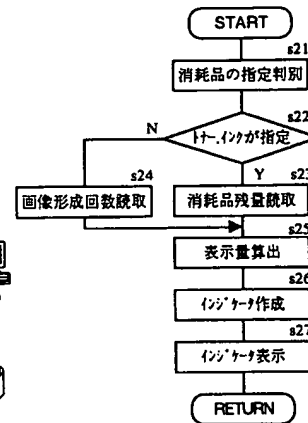 START
s21
消耗品の指定判別
s22
トナー,インクが指定
N
Y
s24
画像形成回数読取
s23
消耗品残量読取
s25
表示量算出
s26
インジケータ作成
s27
インジケータ表示
RETURN